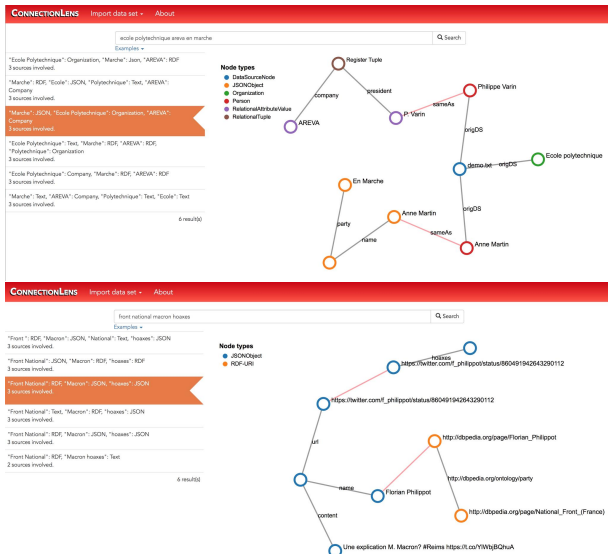 CONNECTIONLENS Import data set About
ecole polytechnique areva en marche Search
Examples
"Ecole Polytechnique": Organization, "Marche": Json, "AREVA": RDF
3 sources involved.
"Marche": RDF, "Ecole": JSON, "Polytechnique": Text, "AREVA":
Company
3 sources involved.
"Marche": JSON, "Ecole Polytechnique": Organization, "AREVA":
Company
3 sources involved.
"Ecole Polytechnique": Text, "Marche": RDF, "AREVA": RDF,
"Polytechnique": Organization
3 sources involved.
"Ecole Polytechnique": Company, "Marche": RDF, "AREVA": RDF
3 sources involved.
"Marche": Text, "AREVA": Company, "Polytechnique": Text, "Ecole": Text
3 sources involved.
6 result(s)
Node types
DataSourceNode
JSONObject
Organization
Person
RelationalAttributeValue
RelationalTuple
Register Tuple
company
president
AREVA
P. Varin
sameAs
Philippe Varin
origDS
demo.txt
origDS
Ecole polytechnique
origDS
En Marche
party
name
Anne Martin
sameAs
Anne Martin
CONNECTIONLENS Import data set About
front national macron hoaxes Search
Examples
"Front ": RDF, "Macron": JSON, "National": Text, "hoaxes": JSON
3 sources involved.
"Front National": JSON, "Macron": RDF, "hoaxes": RDF
3 sources involved.
"Front National": RDF, "Macron": JSON, "hoaxes": JSON
3 sources involved.
"Front National": Text, "Macron": RDF, "hoaxes": JSON
3 sources involved.
"Front National": RDF, "Macron": JSON, "hoaxes": JSON
3 sources involved.
"Front National": RDF, "Macron hoaxes": Text
2 sources involved.
6 result(s)
Node types
JSONObject
RDF-URI
hoaxes
https://twitter.com/f_philippot/status/860491942643290112
https://twitter.com/f_philippot/status/860491942643290112
url
http://dbpedia.org/page/Florian_Philippot
http://dbpedia.org/ontology/party
name
Florian Philippot
http://dbpedia.org/page/National_Front_(France)
content
Une explication M. Macron? #Reims https://t.co/YlWbjBQhuA